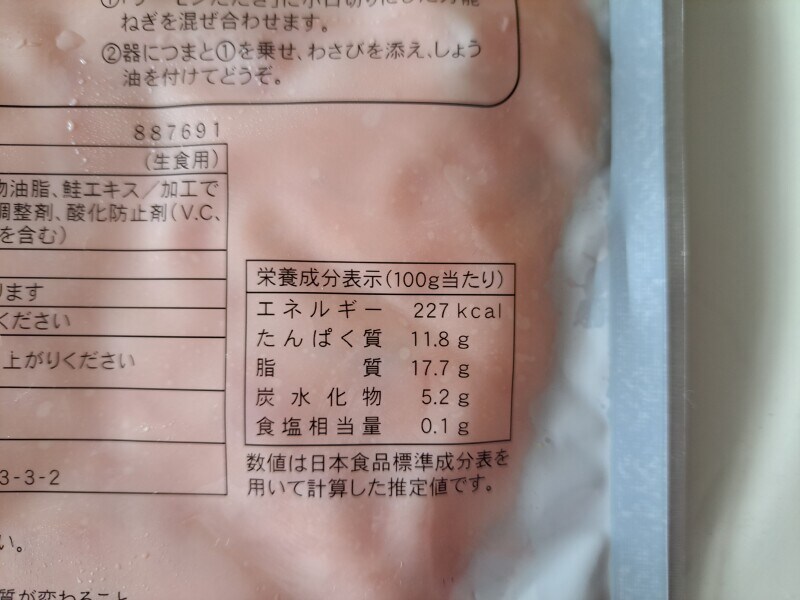 ねぎを混ぜ合わせます。
②器につまと①を乗せ、わさびを添え、しょう
油を付けてどうぞ。
887691
(生食用)
物油脂、鮭エキス／加工で
調整剤、酸化防止剤(V.C、
を含む)
ります
ください
上がりください
3-3-2
い。
質が変わること
栄養成分表示(100g当たり)
エネルギー 227kcal
たんぱく質 11.8g
脂質 17.7g
炭水化物 5.2g
食塩相当量 0.1g
数値は日本食品標準成分表を
用いて計算した推定値です。